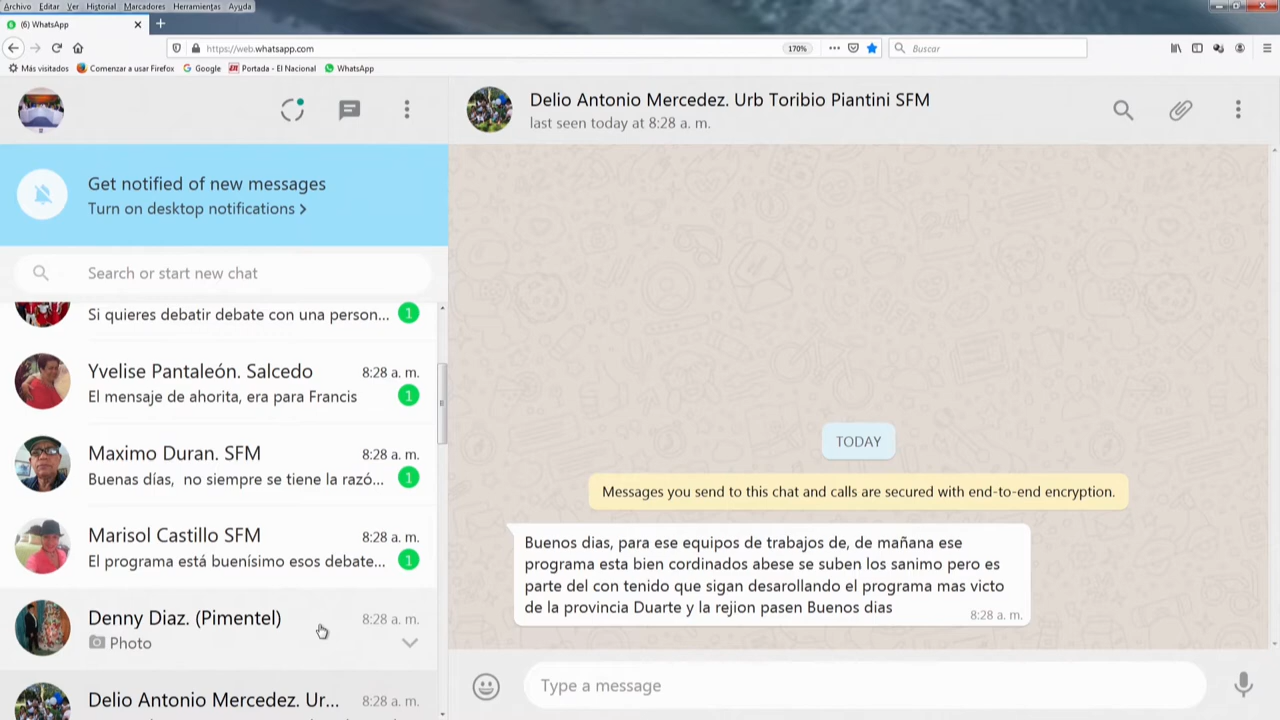 Archivo Editar Ver Historial Marcadores Herramientas Ayuda
(6) WhatsApp
https://web.whatsapp.com
170%
Buscar
Más visitados
Comenzar a usar Firefox
Google
Portada - El Nacional
WhatsApp
Get notified of new messages
Turn on desktop notifications >
Search or start new chat
Si quieres debatir debate con una person...
1
Yvelise Pantaleón. Salcedo
8:28 a. m.
El mensaje de ahorita, era para Francis
1
Maximo Duran. SFM
8:28 a. m.
Buenas días, no siempre se tiene la razó...
1
Marisol Castillo SFM
8:28 a. m.
El programa está buenísimo esos debate...
1
Denny Diaz. (Pimentel)
8:28 a. m.
Photo
Delio Antonio Mercedez. Ur...
8:28 a. m.
Delio Antonio Mercedez. Urb Toribio Piantini SFM
last seen today at 8:28 a. m.
TODAY
Messages you send to this chat and calls are secured with end-to-end encryption.
Buenos dias, para ese equipos de trabajos de, de mañana ese
programa esta bien cordinados abese se suben los sanimo pero es
parte del con tenido que sigan desarollando el programa mas victo
de la provincia Duarte y la rejion pasen Buenos dias
8:28 a. m.
Type a message